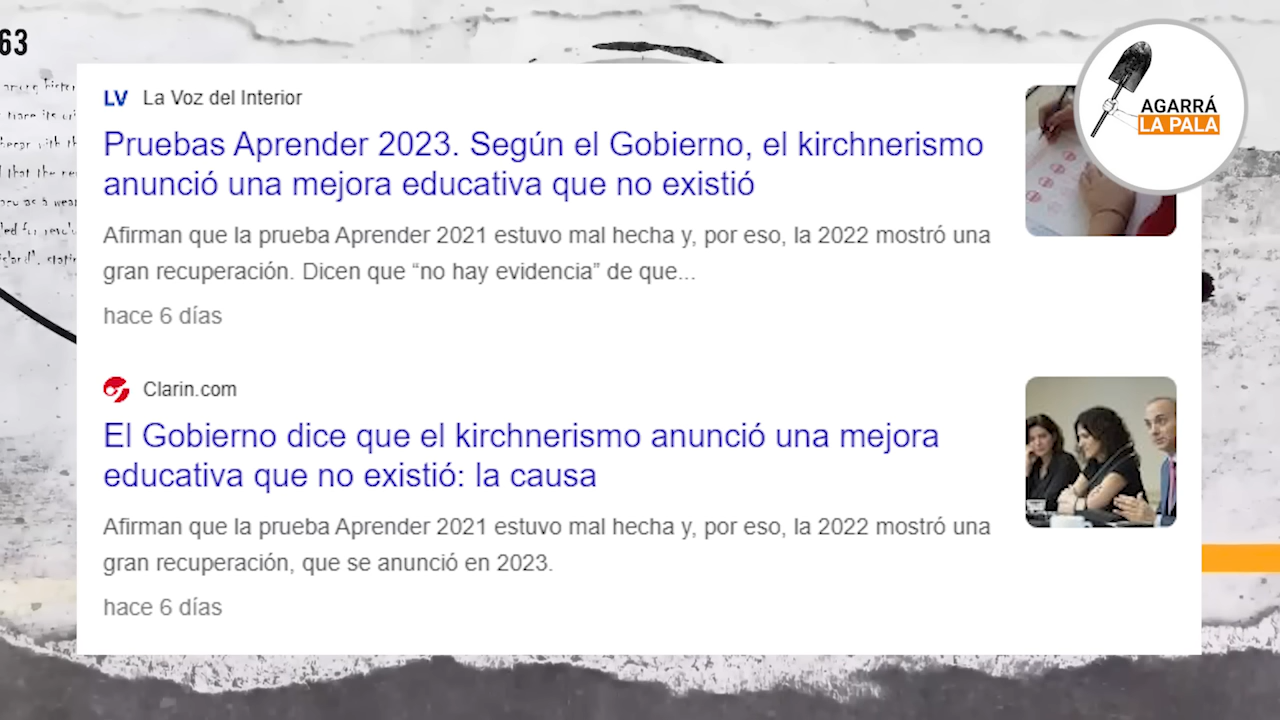 63
LV La Voz del Interior
AGARRÁ
LA PALA
Pruebas Aprender 2023. Según el Gobierno, el kirchnerismo
anunció una mejora educativa que no existió
Afirman que la prueba Aprender 2021 estuvo mal hecha y, por eso, la 2022 mostró una
gran recuperación. Dicen que “no hay evidencia” de que...
hace 6 días
Clarin.com
El Gobierno dice que el kirchnerismo anunció una mejora
educativa que no existió: la causa
Afirman que la prueba Aprender 2021 estuvo mal hecha y, por eso, la 2022 mostró una
gran recuperación, que se anunció en 2023.
hace 6 días